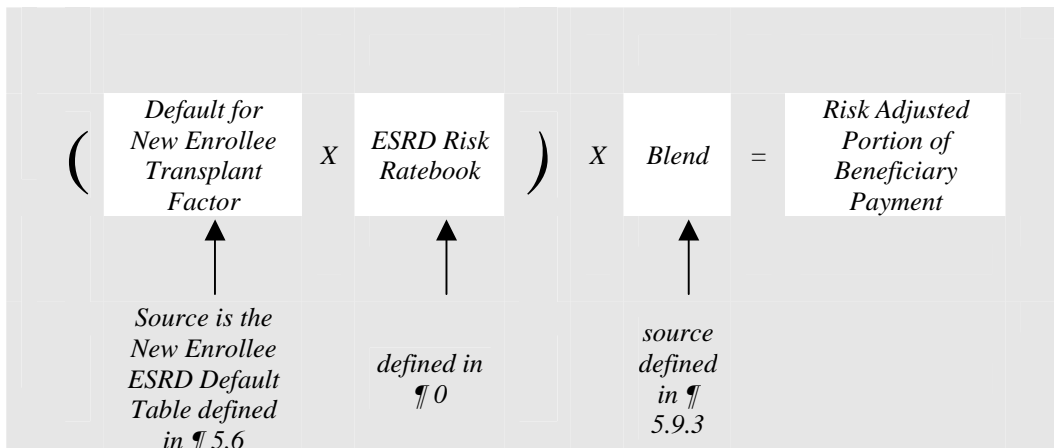 ( Default for New Enrollee Transplant Factor X ESRD Risk Ratebook ) X Blend = Risk Adjusted Portion of Beneficiary Payment
Source is the
New Enrollee
ESRD Default
Table defined
in ¶ 5.6
defined in
¶ 0
source
defined
in ¶
5.9.3